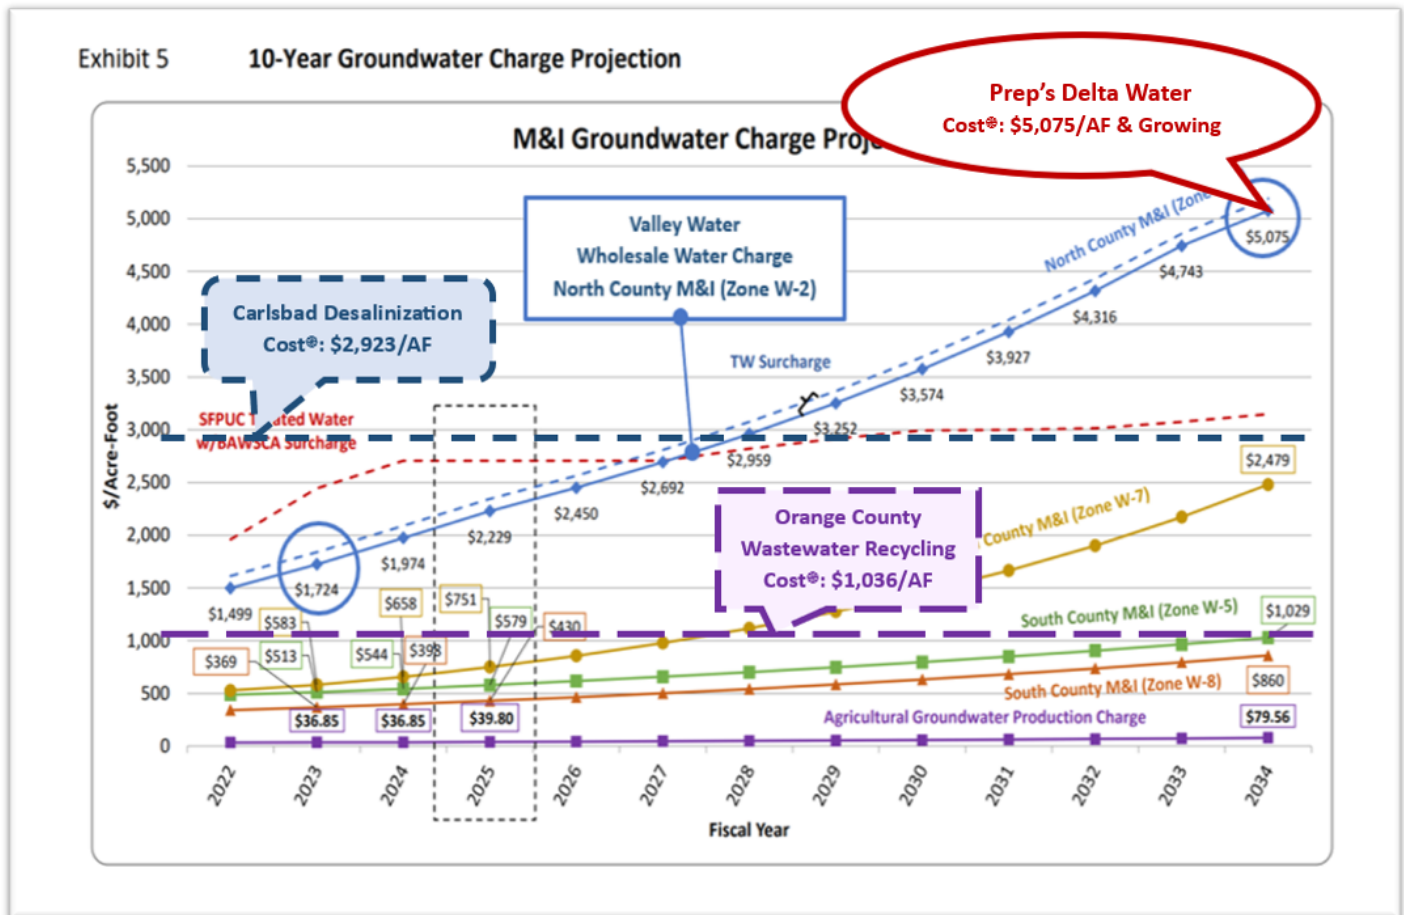 Exhibit 5
10-Year Groundwater Charge Projection
Prep's Delta Water
Cost®: $5,075/AF & Growing
M&I Groundwater Charge Proje
5,500
5,000
4,500
4,000
3,500
3,000
2,500
2,000
1,500
1,000
500
0
$/Acre-Foot
Valley Water
Wholesale Water Charge
North County M&I (Zone W-2)
North County M&I (Zone
Carlsbad Desalinization
Cost®: $2,923/AF
TW Surcharge
SFPUC T ated Water
w/BAWSCA Surcharge
$1,499
$1,724
$1,974
$2,229
$2,450
$2,692
$2,959
$3,252
$3,574
$3,927
$4,316
$4,743
$5,075
Orange County
Wastewater Recycling
Cost®: $1,036/AF
County M&I (Zone W-7)
$2,479
$583
$658
$751
South County M&I (Zone W-5)
$513
$544
$579
$1,029
South County M&I (Zone W-8)
$369
$398
$430
$860
Agricultural Groundwater Production Charge
$36.85
$36.85
$39.80
$79.56
2022
2023
2024
2025
2026
2027
2028
2029
2030
2031
2032
2033
2034
Fiscal Year